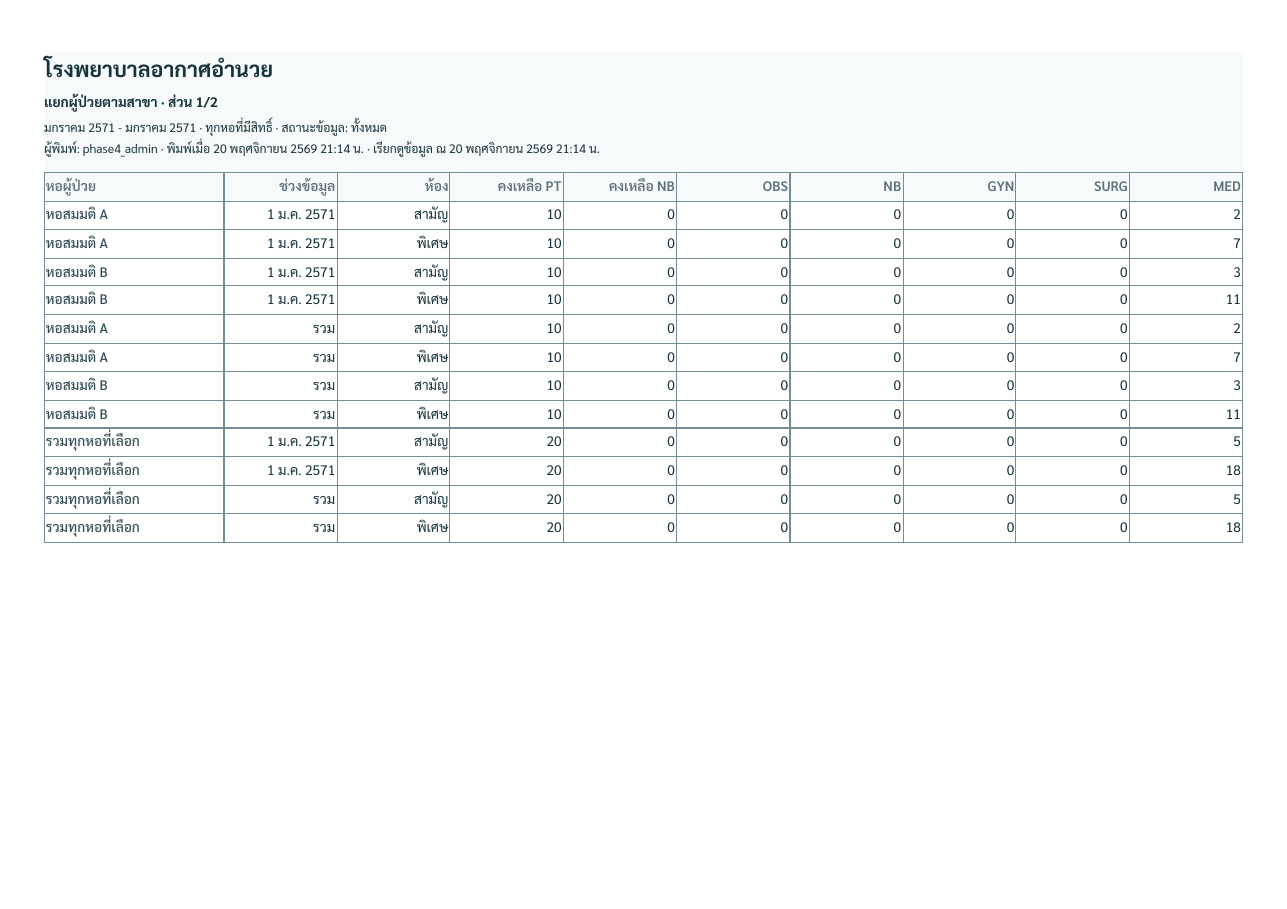 โรงพยาบาลอากาศอำนวย
แยกผู้ป่วยตามสาขา · ส่วน 1/2
มกราคม 2571 - มกราคม 2571 · ทุกหอที่มีสิทธิ์ · สถานะข้อมูล: ทั้งหมด
ผู้พิมพ์: phase4_admin · พิมพ์เมื่อ 20 พฤศจิกายน 2569 21:14 น. · เรียกดูข้อมูล ณ 20 พฤศจิกายน 2569 21:14 น.
หอผู้ป่วย ช่วงข้อมูล ห้อง คงเหลือ PT คงเหลือ NB OBS NB GYN SURG MED
หอสมมติ A 1 ม.ค. 2571 สามัญ 10 0 0 0 0 0 2
หอสมมติ A 1 ม.ค. 2571 พิเศษ 10 0 0 0 0 0 7
หอสมมติ B 1 ม.ค. 2571 สามัญ 10 0 0 0 0 0 3
หอสมมติ B 1 ม.ค. 2571 พิเศษ 10 0 0 0 0 0 11
หอสมมติ A รวม สามัญ 10 0 0 0 0 0 2
หอสมมติ A รวม พิเศษ 10 0 0 0 0 0 7
หอสมมติ B รวม สามัญ 10 0 0 0 0 0 3
หอสมมติ B รวม พิเศษ 10 0 0 0 0 0 11
รวมทุกหอที่เลือก 1 ม.ค. 2571 สามัญ 20 0 0 0 0 0 5
รวมทุกหอที่เลือก 1 ม.ค. 2571 พิเศษ 20 0 0 0 0 0 18
รวมทุกหอที่เลือก รวม สามัญ 20 0 0 0 0 0 5
รวมทุกหอที่เลือก รวม พิเศษ 20 0 0 0 0 0 18